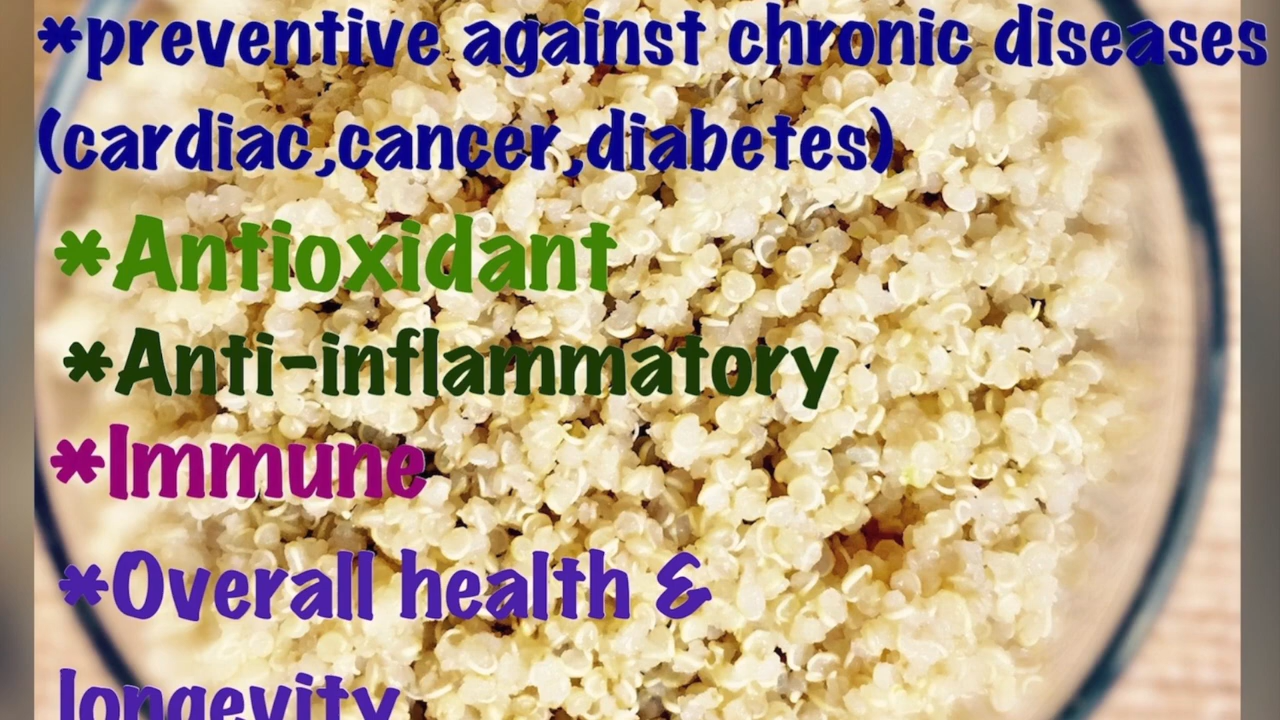 *preventive against chronic diseases
(cardiac,cancer,diabetes)
*Antioxidant
*Anti-inflammatory
*Immune
*Overall health &
longevity